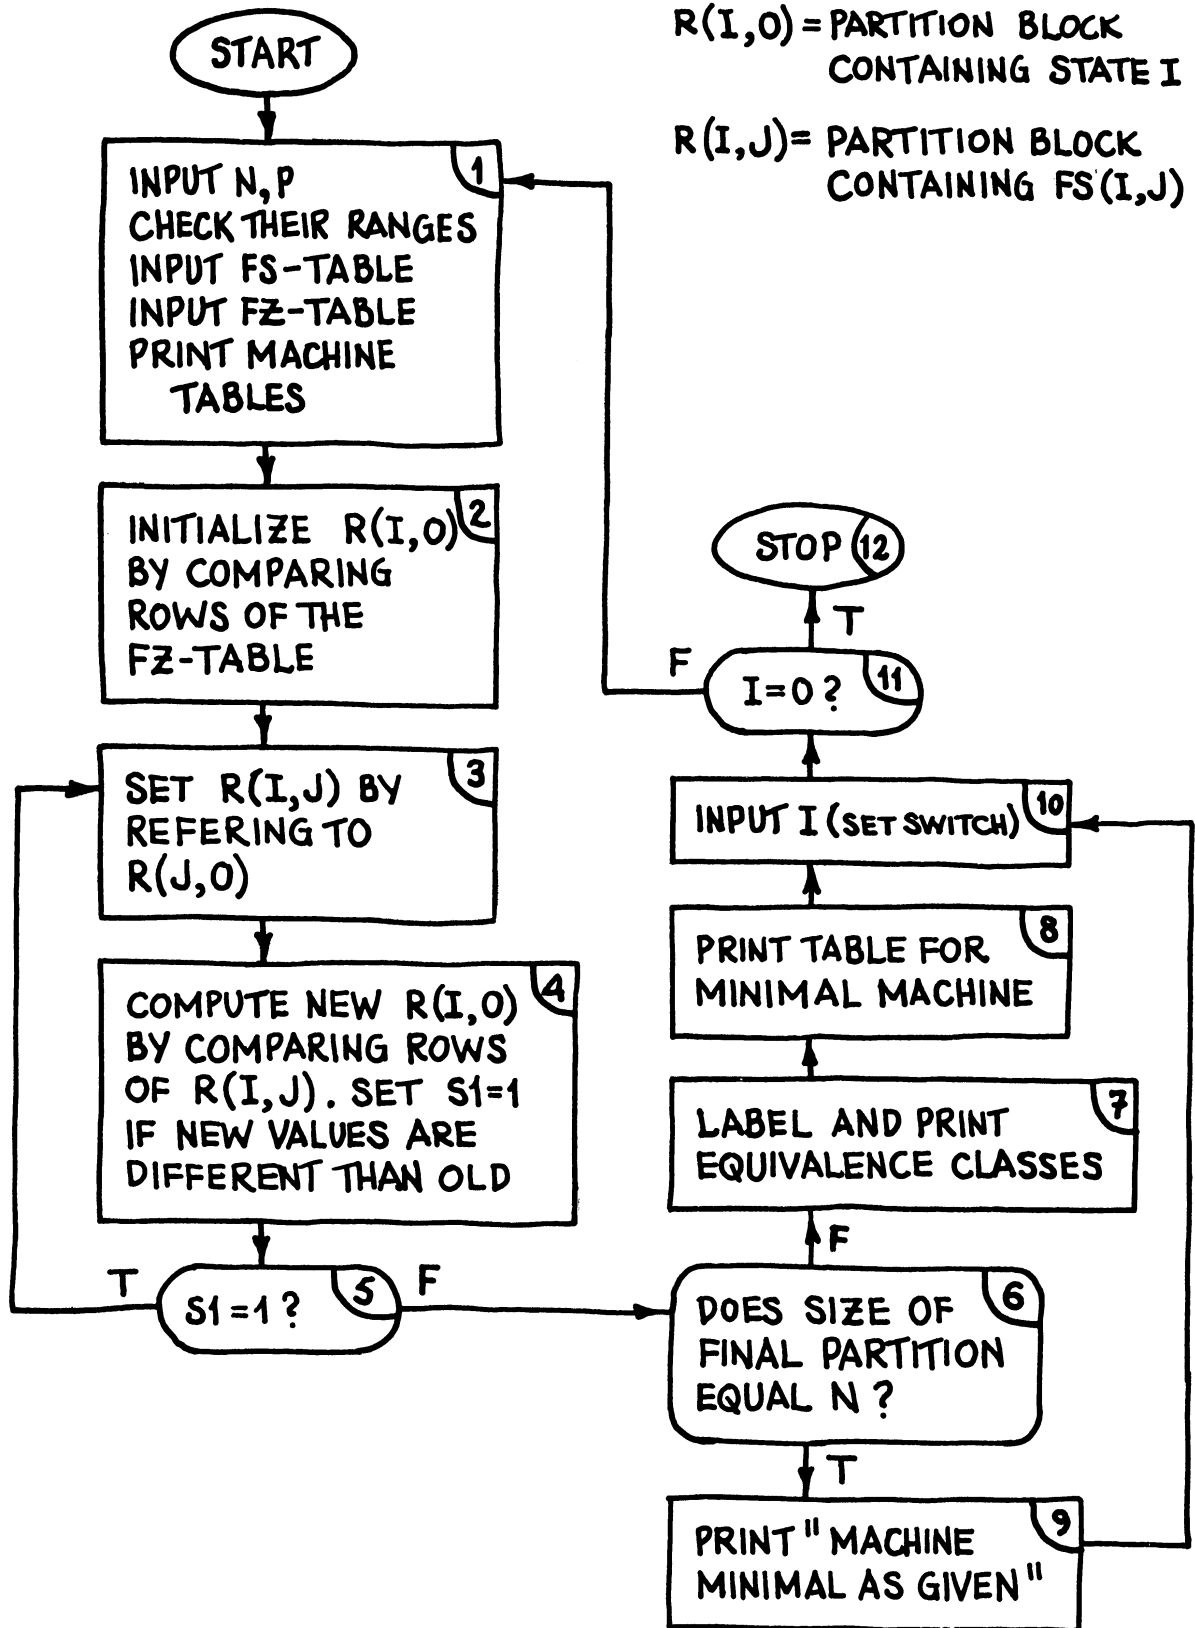 START
R(I,0) = PARTITION BLOCK
CONTAINING STATE I
R(I,J) = PARTITION BLOCK
CONTAINING FS(I,J)
1
INPUT N,P
CHECK THEIR RANGES
INPUT FS-TABLE
INPUT FZ-TABLE
PRINT MACHINE
TABLES
2
INITIALIZE R(I,0)
BY COMPARING
ROWS OF THE
FZ-TABLE
3
SET R(I,J) BY
REFERING TO
R(J,0)
4
COMPUTE NEW R(I,0)
BY COMPARING ROWS
OF R(I,J). SET S1=1
IF NEW VALUES ARE
DIFFERENT THAN OLD
T
5
S1=1?
F
6
DOES SIZE OF
FINAL PARTITION
EQUAL N?
F
7
LABEL AND PRINT
EQUIVALENCE CLASSES
8
PRINT TABLE FOR
MINIMAL MACHINE
T
9
PRINT "MACHINE
MINIMAL AS GIVEN"
10
INPUT I (SET SWITCH)
11
I=0?
F
T
STOP 12